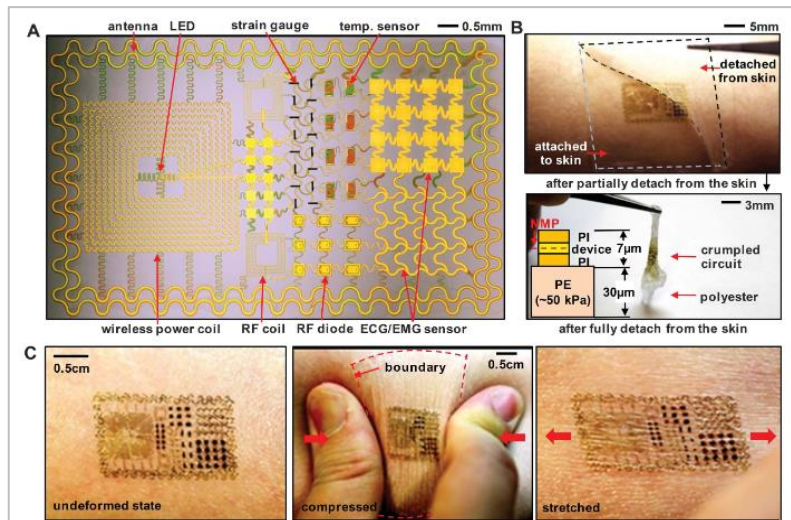 A
antenna
LED
strain gauge
temp. sensor
0.5mm
wireless power coil
RF coil
RF diode
ECG/EMG sensor
B
5mm
detached
from skin
attached
to skin
after partially detach from the skin
3mm
NMP
PI
device
PI
7µm
PE
(~50 kPa)
30µm
crumpled
circuit
polyester
after fully detach from the skin
C
0.5cm
undeformed state
boundary
0.5cm
compressed
stretched